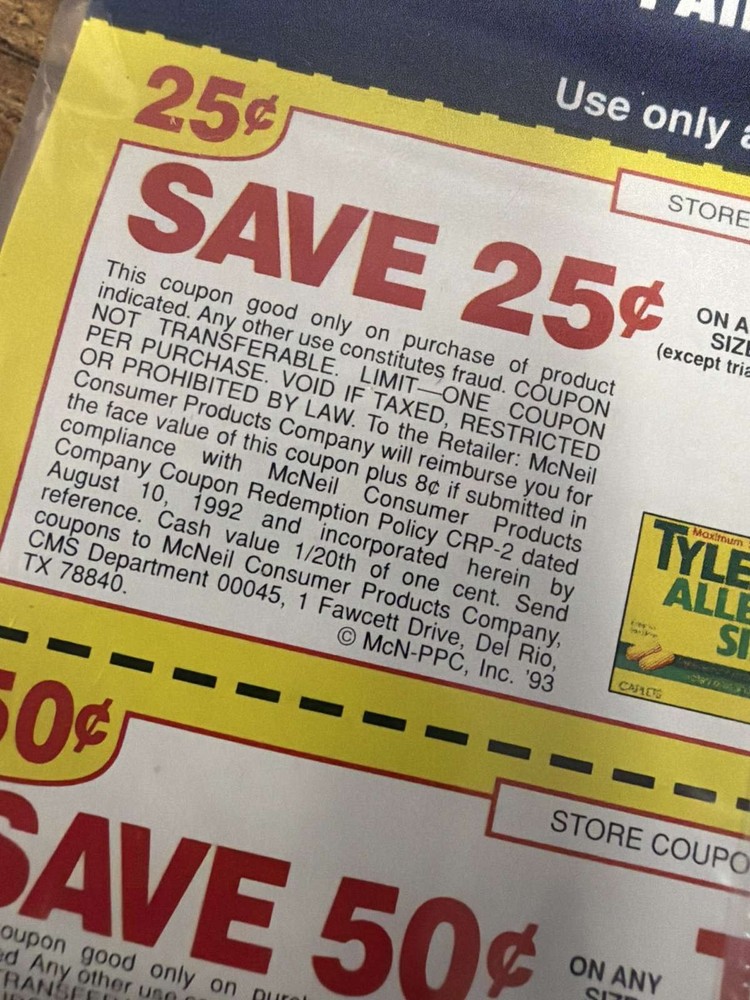 Use only
25¢
STORE
SAVE 25¢
ON A
SIZE
(except tria
This coupon good only on purchase of product
indicated. Any other use constitutes fraud. COUPON
NOT TRANSFERABLE. LIMIT—ONE COUPON
PER PURCHASE. VOID IF TAXED, RESTRICTED
OR PROHIBITED BY LAW. To the Retailer: McNeil
Consumer Products Company will reimburse you for
the face value of this coupon plus 8¢ if submitted in
compliance with McNeil Consumer Products
Company Coupon Redemption Policy CRP-2 dated
August 10, 1992 and incorporated herein by
reference. Cash value 1/20th of one cent. Send
coupons to McNeil Consumer Products Company,
CMS Department 00045, 1 Fawcett Drive, Del Rio,
TX 78840.
© McN-PPC, Inc. '93
Maximum
TYLE
ALLE
SI
CAPLETS
50¢
STORE COUPO
SAVE 50¢
ON ANY
oupon good only on
Any other use